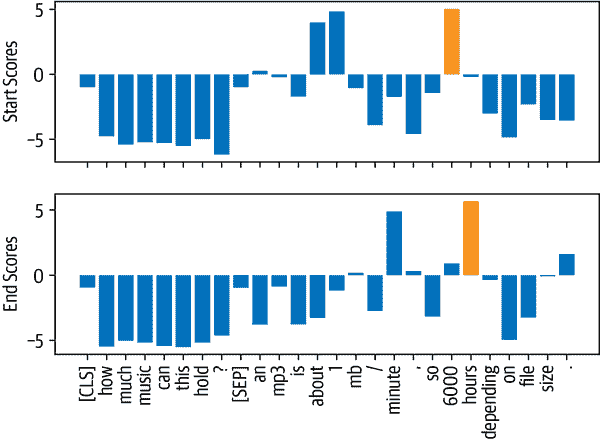 Start Scores
5
0
−5
End Scores
5
0
−5
[CLS]
how
much
music
can
this
hold
?
[SEP]
an
mp3
is
about
1
mb
/
minute
,
so
6000
hours
depending
on
file
size
.